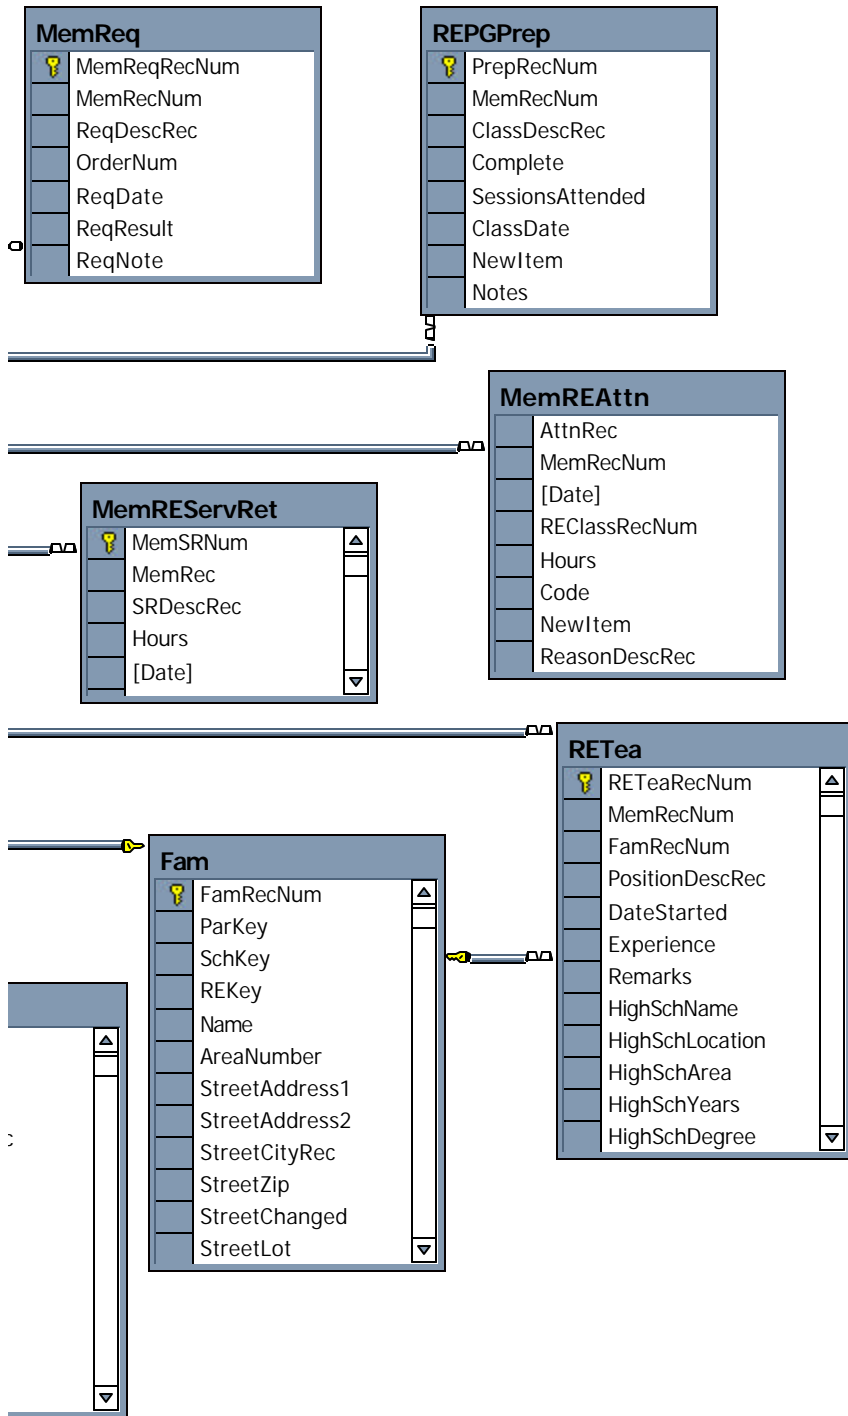 MemReq
MemReqRecNum
MemRecNum
ReqDescRec
OrderNum
ReqDate
ReqResult
ReqNote
REPGPrep
PrepRecNum
MemRecNum
ClassDescRec
Complete
SessionsAttended
ClassDate
NewItem
Notes
MemREAttn
AttnRec
MemRecNum
[Date]
REClassRecNum
Hours
Code
NewItem
ReasonDescRec
MemREServRet
MemSRNum
MemRec
SRDescRec
Hours
[Date]
RETea
RETeaRecNum
MemRecNum
FamRecNum
PositionDescRec
DateStarted
Experience
Remarks
HighSchName
HighSchLocation
HighSchArea
HighSchYears
HighSchDegree
Fam
FamRecNum
ParKey
SchKey
REKey
Name
AreaNumber
StreetAddress1
StreetAddress2
StreetCityRec
StreetZip
StreetChanged
StreetLot